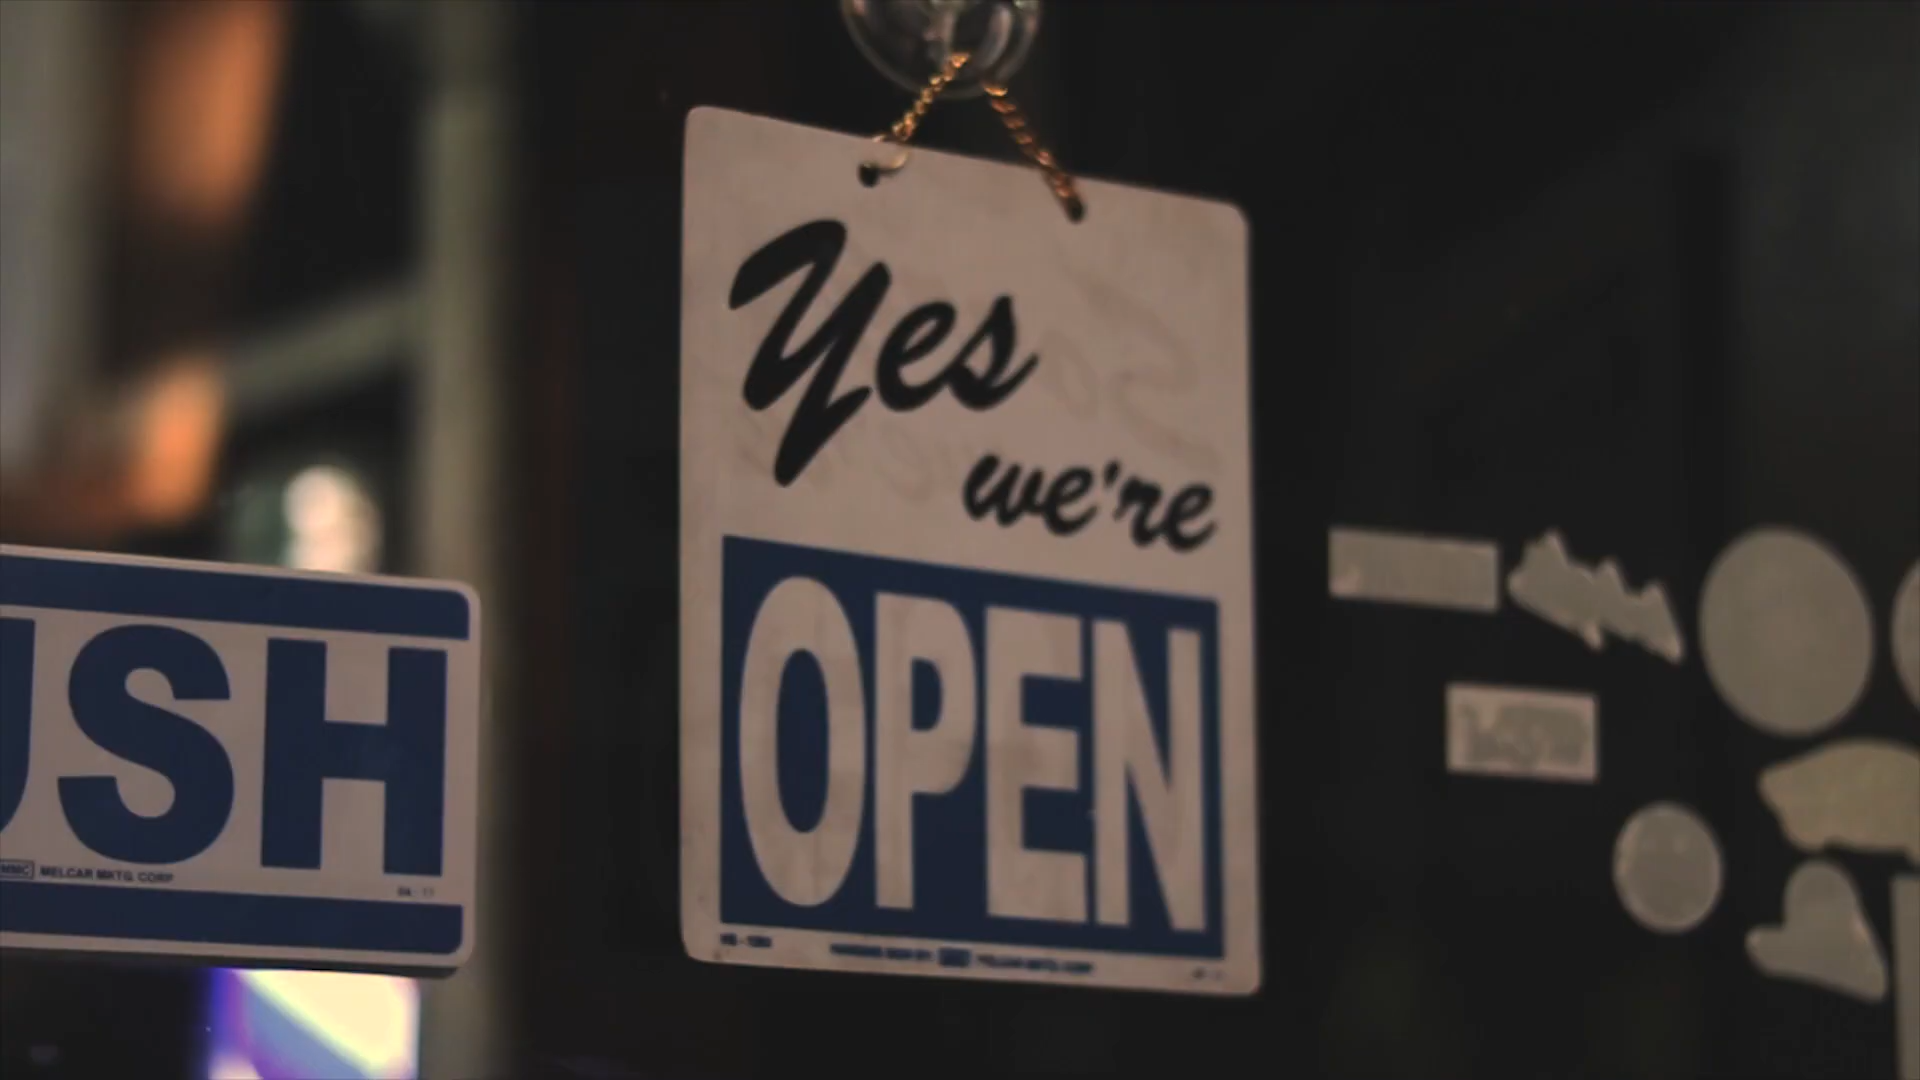 Yes
we're
OPEN
USH
MELCAR MKTG. CORP